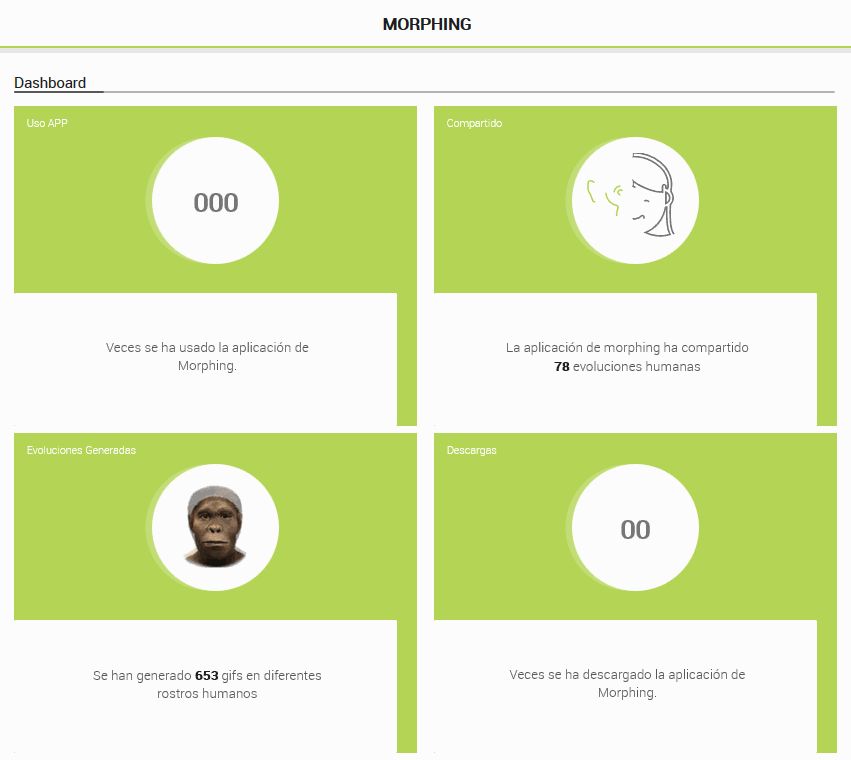 MORPHING
Dashboard
Uso APP
000
Veces se ha usado la aplicación de
Morphing.
Compartido
La aplicación de morphing ha compartido
78 evoluciones humanas
Evoluciones Generadas
Se han generado 653 gifs en diferentes
rostros humanos
Descargas
00
Veces se ha descargado la aplicación de
Morphing.